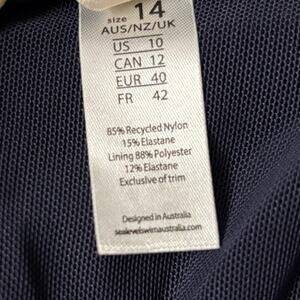 size 14
AUS/NZ/UK
US 10
CAN 12
EUR 40
FR 42
85% Recycled Nylon
15% Elastane
Lining 88% Polyester
12% Elastane
Exclusive of trim
Designed in Australia
sealevelswimaustralia.com